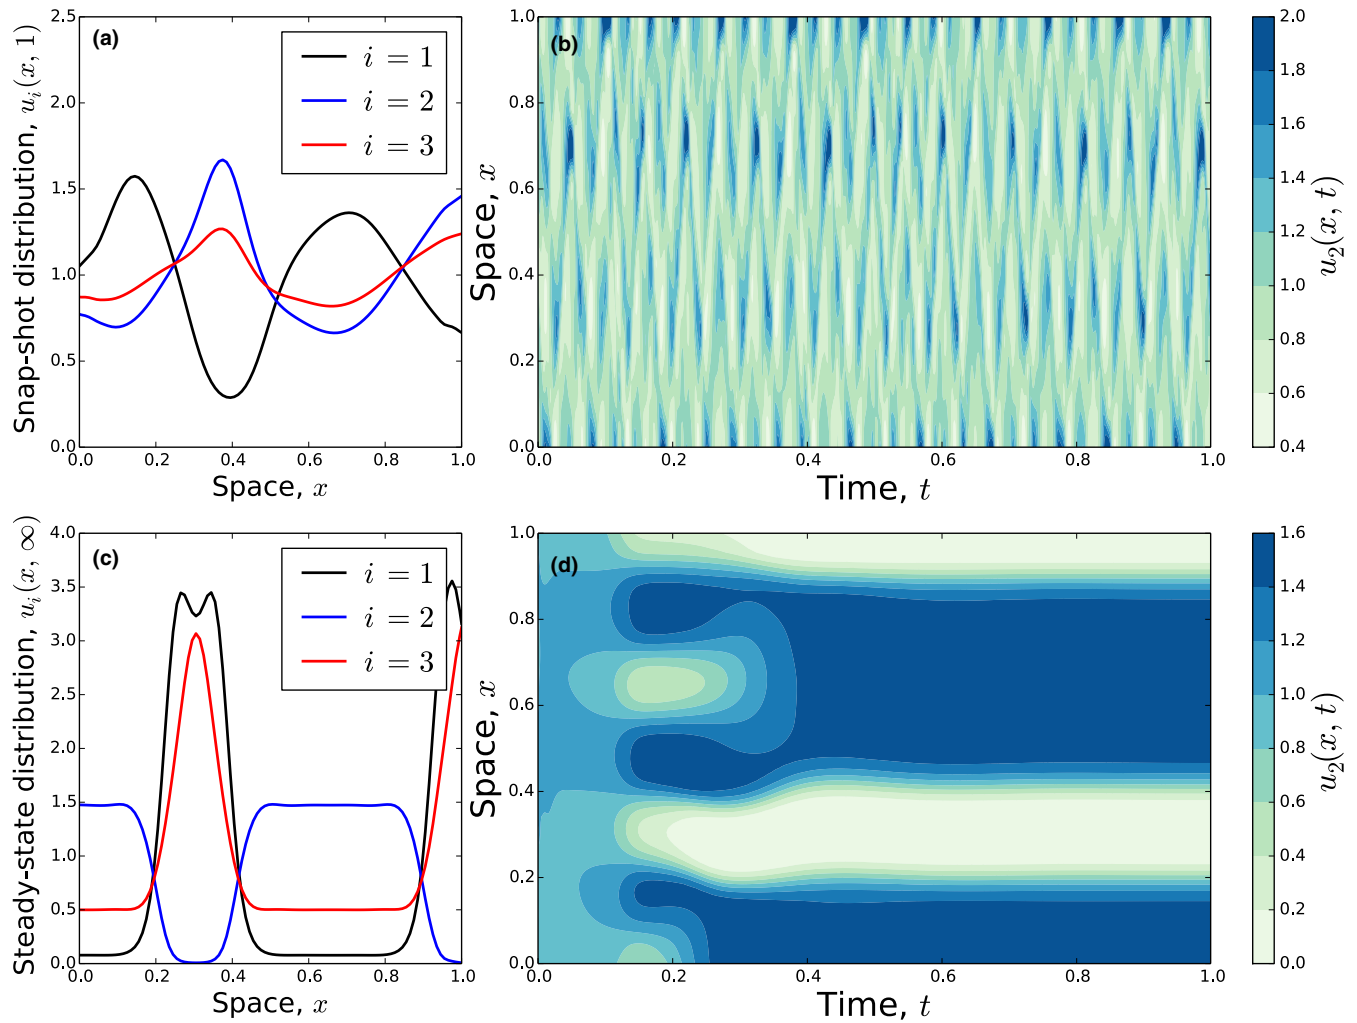 Snap-shot distribution, u_i(x, 1)
2.5
2.0
1.5
1.0
0.5
0.0
(a)
i = 1
i = 2
i = 3
0.0 0.2 0.4 0.6 0.8 1.0
Space, x
Space, x
1.0
0.8
0.6
0.4
0.2
0.0
(b)
0.0 0.2 0.4 0.6 0.8 1.0
Time, t
2.0
1.8
1.6
1.4
1.2
1.0
0.8
0.6
0.4
u_2(x, t)
Steady-state distribution, u_i(x, ∞)
4.0
3.5
3.0
2.5
2.0
1.5
1.0
0.5
0.0
(c)
i = 1
i = 2
i = 3
0.0 0.2 0.4 0.6 0.8 1.0
Space, x
Space, x
1.0
0.8
0.6
0.4
0.2
0.0
(d)
0.0 0.2 0.4 0.6 0.8 1.0
Time, t
1.6
1.4
1.2
1.0
0.8
0.6
0.4
0.2
0.0
u_2(x, t)